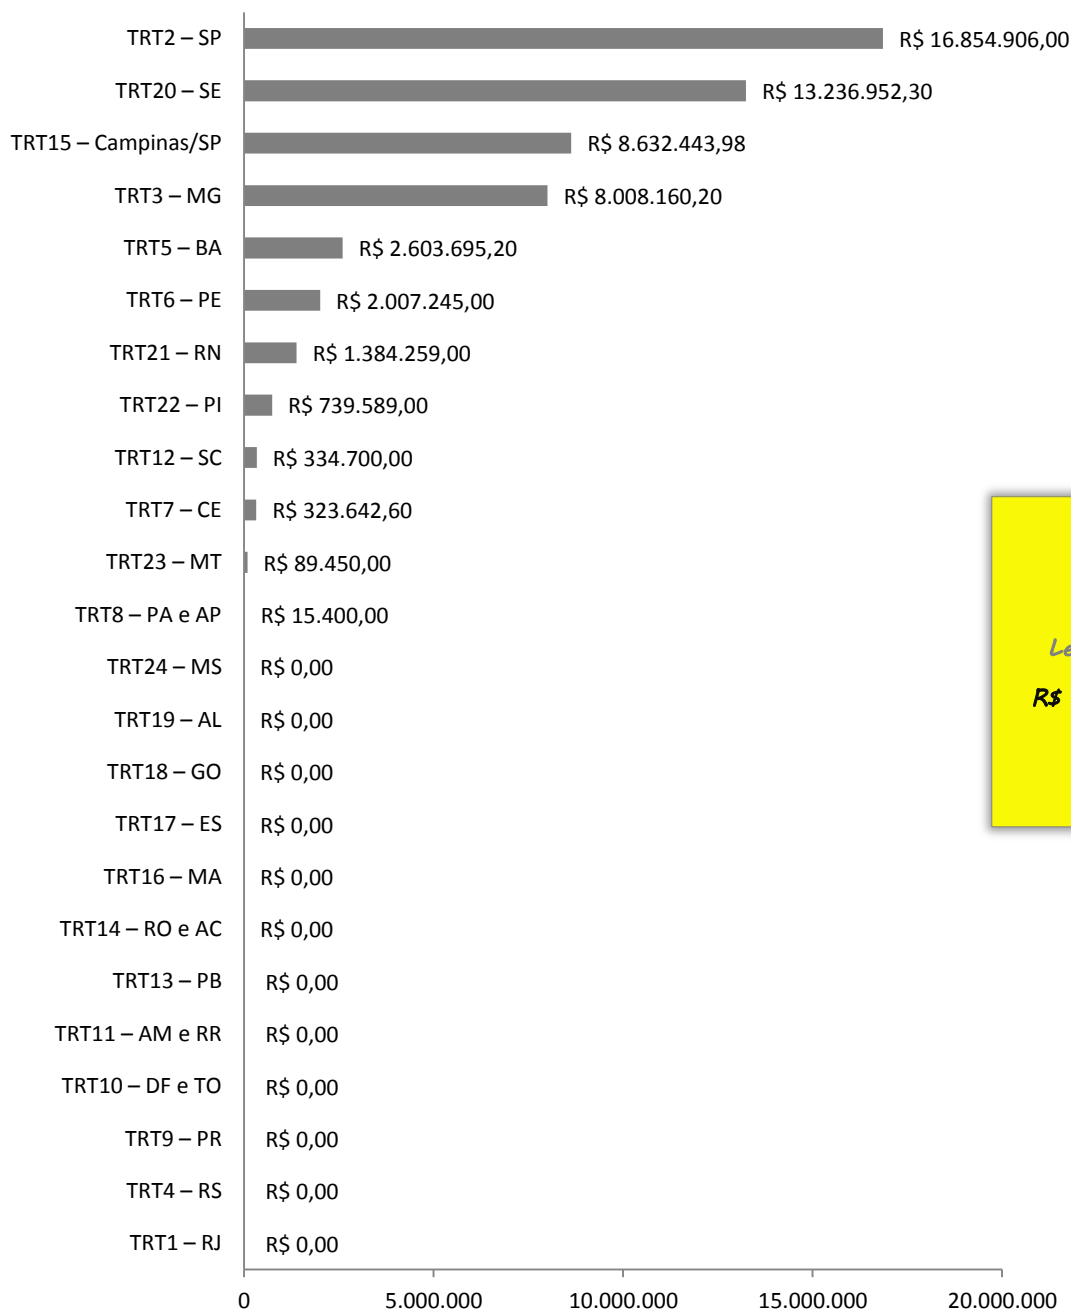 TRT2 – SP R$ 16.854.906,00
TRT20 – SE R$ 13.236.952,30
TRT15 – Campinas/SP R$ 8.632.443,98
TRT3 – MG R$ 8.008.160,20
TRT5 – BA R$ 2.603.695,20
TRT6 – PE R$ 2.007.245,00
TRT21 – RN R$ 1.384.259,00
TRT22 – PI R$ 739.589,00
TRT12 – SC R$ 334.700,00
TRT7 – CE R$ 323.642,60
TRT23 – MT R$ 89.450,00
TRT8 – PA e AP R$ 15.400,00
Le
R$
TRT24 – MS R$ 0,00
TRT19 – AL R$ 0,00
TRT18 – GO R$ 0,00
TRT17 – ES R$ 0,00
TRT16 – MA R$ 0,00
TRT14 – RO e AC R$ 0,00
TRT13 – PB R$ 0,00
TRT11 – AM e RR R$ 0,00
TRT10 – DF e TO R$ 0,00
TRT9 – PR R$ 0,00
TRT4 – RS R$ 0,00
TRT1 – RJ R$ 0,00
0 5.000.000 10.000.000 15.000.000 20.000.000